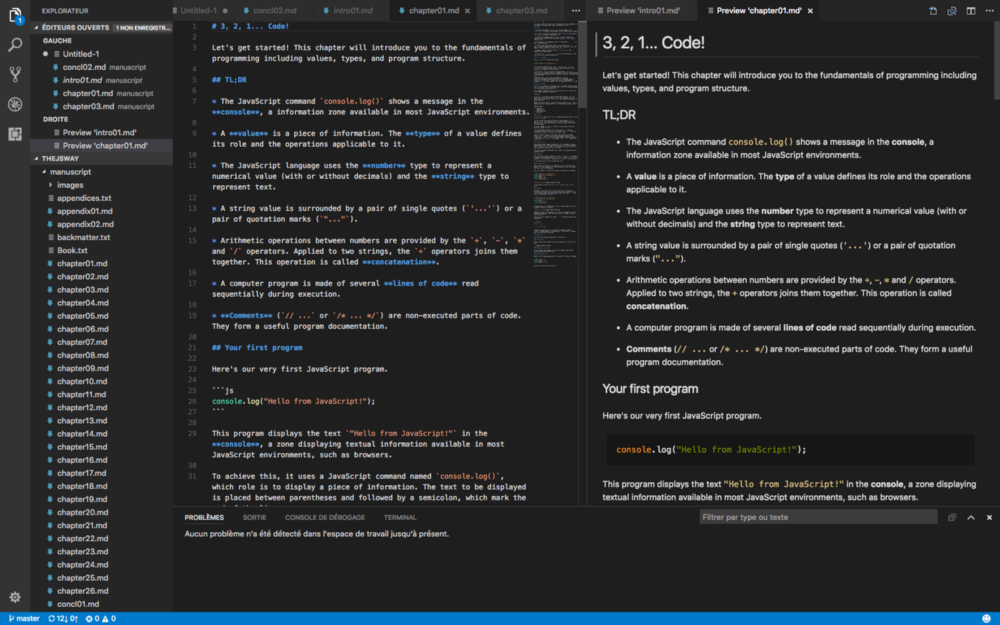 EXPLORATEUR
ÉDITEURS OUVERTS 1 NON ENREGISTR...
GAUCHE
Untitled-1
concl02.md manuscript
intro01.md manuscript
chapter01.md manuscript
chapter03.md manuscript
DROITE
Preview 'intro01.md'
Preview 'chapter01.md'
THEJSWAY
manuscript
images
appendices.txt
appendix01.md
appendix02.md
backmatter.txt
Book.txt
chapter01.md
chapter02.md
chapter03.md
chapter04.md
chapter05.md
chapter06.md
chapter07.md
chapter08.md
chapter09.md
chapter10.md
chapter11.md
chapter12.md
chapter13.md
chapter14.md
chapter15.md
chapter16.md
chapter17.md
chapter18.md
chapter19.md
chapter20.md
chapter21.md
chapter22.md
chapter23.md
chapter24.md
chapter25.md
chapter26.md
concl01.md
Untitled-1 concl02.md intro01.md chapter01.md chapter03.md
1 # 3, 2, 1... Code!
2
3 Let's get started! This chapter will introduce you to the fundamentals of
programming including values, types, and program structure.
4
5 ## TL;DR
6
7 * The JavaScript command `console.log()` shows a message in the
**console**, a information zone available in most JavaScript environments.
8
9 * A **value** is a piece of information. The **type** of a value defines
its role and the operations applicable to it.
10
11 * The JavaScript language uses the **number** type to represent a
numerical value (with or without decimals) and the **string** type to
represent text.
12
13 * A string value is surrounded by a pair of single quotes (`'...'`) or a
pair of quotation marks (`"..."`).
14
15 * Arithmetic operations between numbers are provided by the `+`, `-`, `*`
and `/` operators. Applied to two strings, the `+` operators joins them
together. This operation is called **concatenation**.
16
17 * A computer program is made of several **lines of code** read
sequentially during execution.
18
19 * **Comments** (`// ...` or `/* ... */`) are non-executed parts of code.
They form a useful program documentation.
20
21 ## Your first program
22
23 Here's our very first JavaScript program.
24
25 ```js
26 console.log("Hello from JavaScript!");
27 ```
28
29 This program displays the text `"Hello from JavaScript!"` in the
**console**, a zone displaying textual information available in most
JavaScript environments, such as browsers.
30
31 To achieve this, it uses a JavaScript command named `console.log()`,
which role is to display a piece of information. The text to be displayed
is placed between parentheses and followed by a semicolon, which mark the
Preview 'intro01.md' Preview 'chapter01.md'
3, 2, 1... Code!
Let's get started! This chapter will introduce you to the fundamentals of programming including
values, types, and program structure.
TL;DR
• The JavaScript command console.log() shows a message in the console, a
information zone available in most JavaScript environments.
• A value is a piece of information. The type of a value defines its role and the operations
applicable to it.
• The JavaScript language uses the number type to represent a numerical value (with or
without decimals) and the string type to represent text.
• A string value is surrounded by a pair of single quotes ('...') or a pair of quotation
marks ("...").
• Arithmetic operations between numbers are provided by the +, -, * and / operators.
Applied to two strings, the + operators joins them together. This operation is called
concatenation.
• A computer program is made of several lines of code read sequentially during execution.
• Comments (// ... or /* ... */) are non-executed parts of code. They form a useful
program documentation.
Your first program
Here's our very first JavaScript program.
console.log("Hello from JavaScript!");
This program displays the text "Hello from JavaScript!" in the console, a zone displaying
textual information available in most JavaScript environments, such as browsers.
PROBLÈMES SORTIE CONSOLE DE DÉBOGAGE TERMINAL
Filtrer par type ou texte
Aucun problème n'a été détecté dans l'espace de travail jusqu'à présent.
master 12↓ 0↑ 0 0